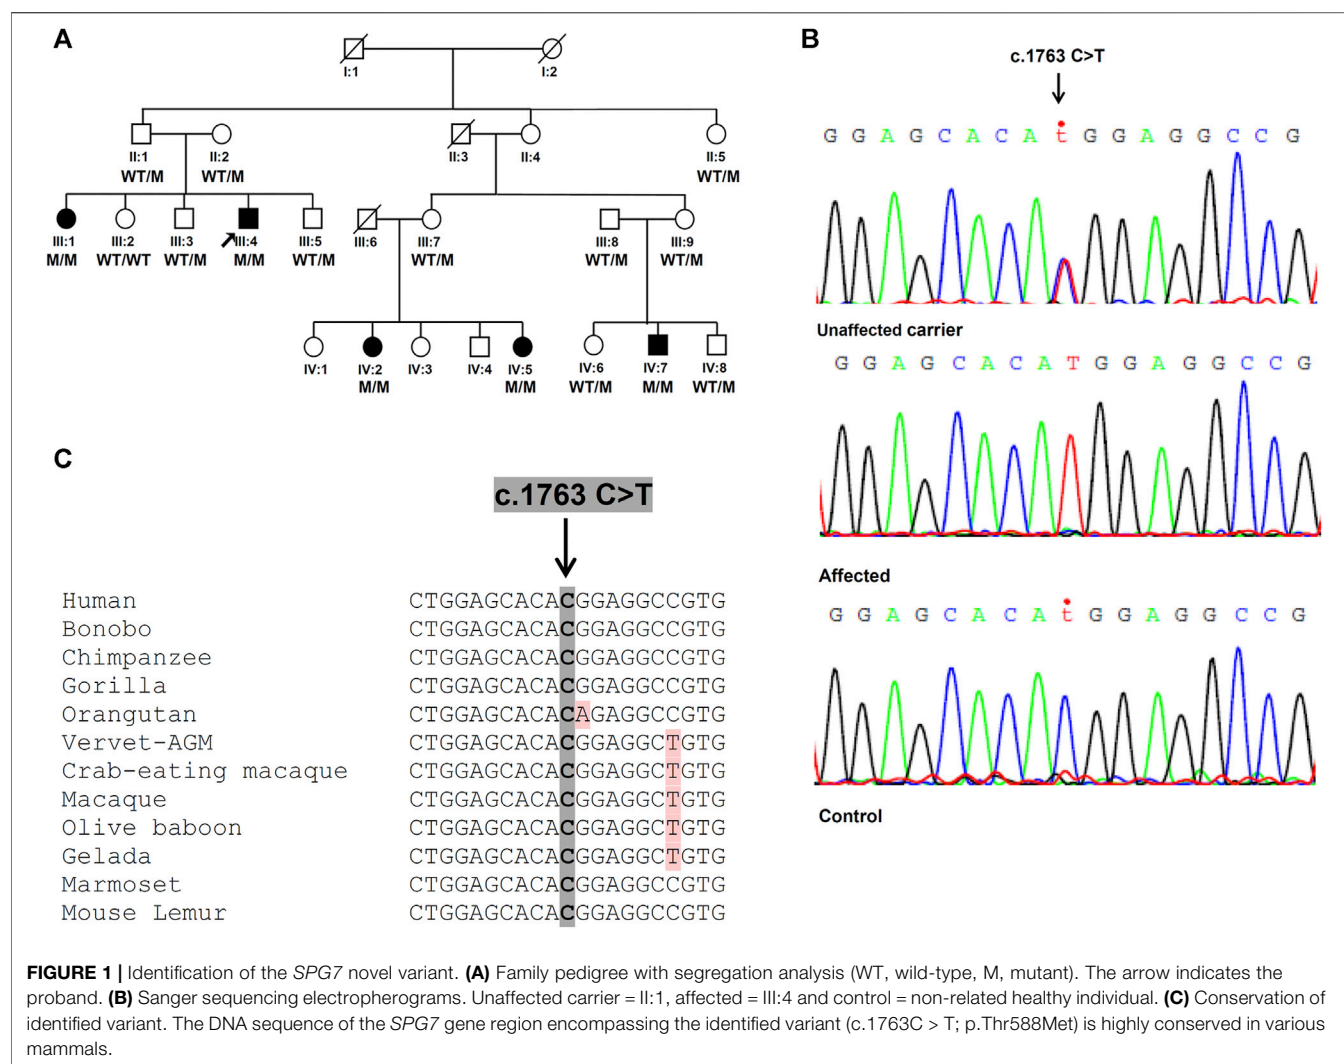 A
I:1
I:2
II:1
II:2
II:3
II:4
II:5
WT/M
WT/M
WT/M
III:1
III:2
III:3
III:4
III:5
III:6
III:7
III:8
III:9
M/M
WT/WT
WT/M
M/M
WT/M
WT/M
WT/M
WT/M
IV:1
IV:2
IV:3
IV:4
IV:5
IV:6
IV:7
IV:8
M/M
M/M
WT/M
M/M
WT/M
B
c.1763 C>T
G G A G C A C A t G G A G G C C G
Unaffected carrier
G G A G C A C A T G G A G G C C G
Affected
G G A G C A C A t G G A G G C C G
Control
C
c.1763 C>T
Human CTGGAGCACACGGAGGCCGTG
Bonobo CTGGAGCACACGGAGGCCGTG
Chimpanzee CTGGAGCACACGGAGGCCGTG
Gorilla CTGGAGCACACGGAGGCCGTG
Orangutan CTGGAGCACACAGAGGCCGTG
Vervet-AGM CTGGAGCACACGGAGGCTGTG
Crab-eating macaque CTGGAGCACACGGAGGCTGTG
Macaque CTGGAGCACACGGAGGCTGTG
Olive baboon CTGGAGCACACGGAGGCTGTG
Gelada CTGGAGCACACGGAGGCTGTG
Marmoset CTGGAGCACACGGAGGCCGTG
Mouse Lemur CTGGAGCACACGGAGGCCGTG
FIGURE 1 | Identification of the SPG7 novel variant. (A) Family pedigree with segregation analysis (WT, wild-type, M, mutant). The arrow indicates the
proband. (B) Sanger sequencing electropherograms. Unaffected carrier = II:1, affected = III:4 and control = non-related healthy individual. (C) Conservation of
identified variant. The DNA sequence of the SPG7 gene region encompassing the identified variant (c.1763C > T; p.Thr588Met) is highly conserved in various
mammals.